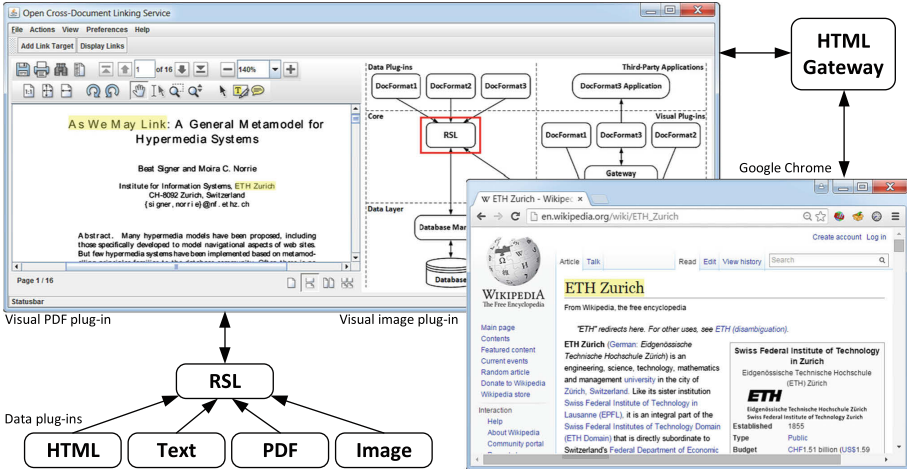 Open Cross-Document Linking Service
File Actions View Preferences Help
Add Link Target Display Links
1 of 16 140%
As We May Link: A General Metamodel for
Hypermedia Systems
Beat Signer and Moira C. Norrie
Institute for Information Systems, ETH Zurich
CH-8092 Zurich, Switzerland
{signer,norrie}@inf.ethz.ch
Abstract. Many hypermedia models have been proposed, including
those specifically developed to model navigational aspects of web sites.
But few hypermedia systems have been implemented based on metamod-
Page 1 / 16
Statusbar
Data Plug-ins
DocFormat1 DocFormat2 DocFormat3
Core
RSL
Data Layer
Database Man
Database
Third-Party Applications
DocFormat3 Application
Visual Plug-ins
DocFormat1 DocFormat3 DocFormat2
Gateway
HTML
Gateway
Google Chrome
W ETH Zurich - Wikiped
en.wikipedia.org/wiki/ETH_Zurich
WIKIPEDIA
The Free Encyclopedia
Main page
Contents
Featured content
Current events
Random article
Donate to Wikipedia
Wikipedia store
Interaction
Help
About Wikipedia
Community portal
Create account Log in
Article Talk Read Edit View history Search
ETH Zurich
From Wikipedia, the free encyclopedia
"ETH" redirects here. For other uses, see ETH (disambiguation).
ETH Zürich (German: Eidgenössische
Technische Hochschule Zürich) is an
engineering, science, technology, mathematics
and management university in the city of
Zürich, Switzerland. Like its sister institution
Swiss Federal Institute of Technology in
Lausanne (EPFL), it is an integral part of the
Swiss Federal Institutes of Technology Domain
(ETH Domain) that is directly subordinate to
Switzerland's Federal Department of Economic
Swiss Federal Institute of Technology
in Zurich
Eidgenössische Technische Hochschule
(ETH) Zürich
ETH
Eidgenössische Technische Hochschule Zürich
Swiss Federal Institute of Technology Zurich
Established 1855
Type Public
Budget CHF1.51 billion (US$1.59
Visual PDF plug-in
Visual image plug-in
RSL
Data plug-ins
HTML Text PDF Image